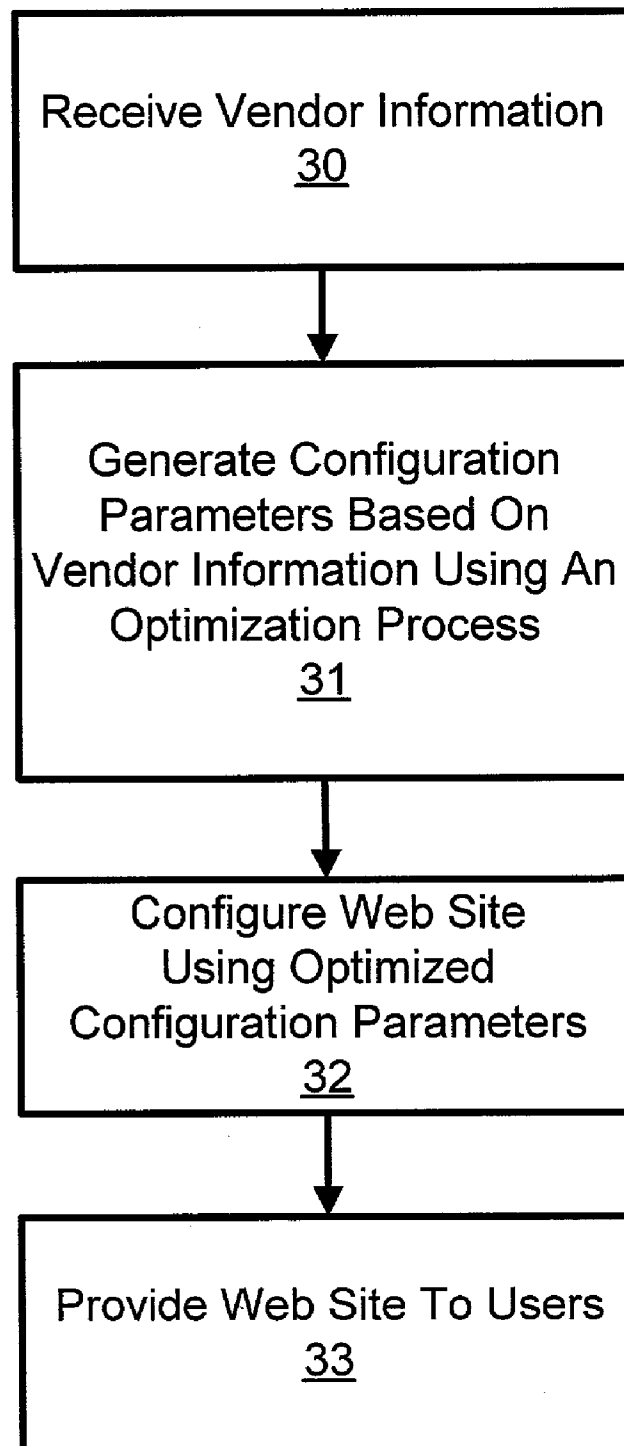 Receive Vendor Information
30
Generate Configuration
Parameters Based On
Vendor Information Using An
Optimization Process
31
Configure Web Site
Using Optimized
Configuration Parameters
32
Provide Web Site To Users
33